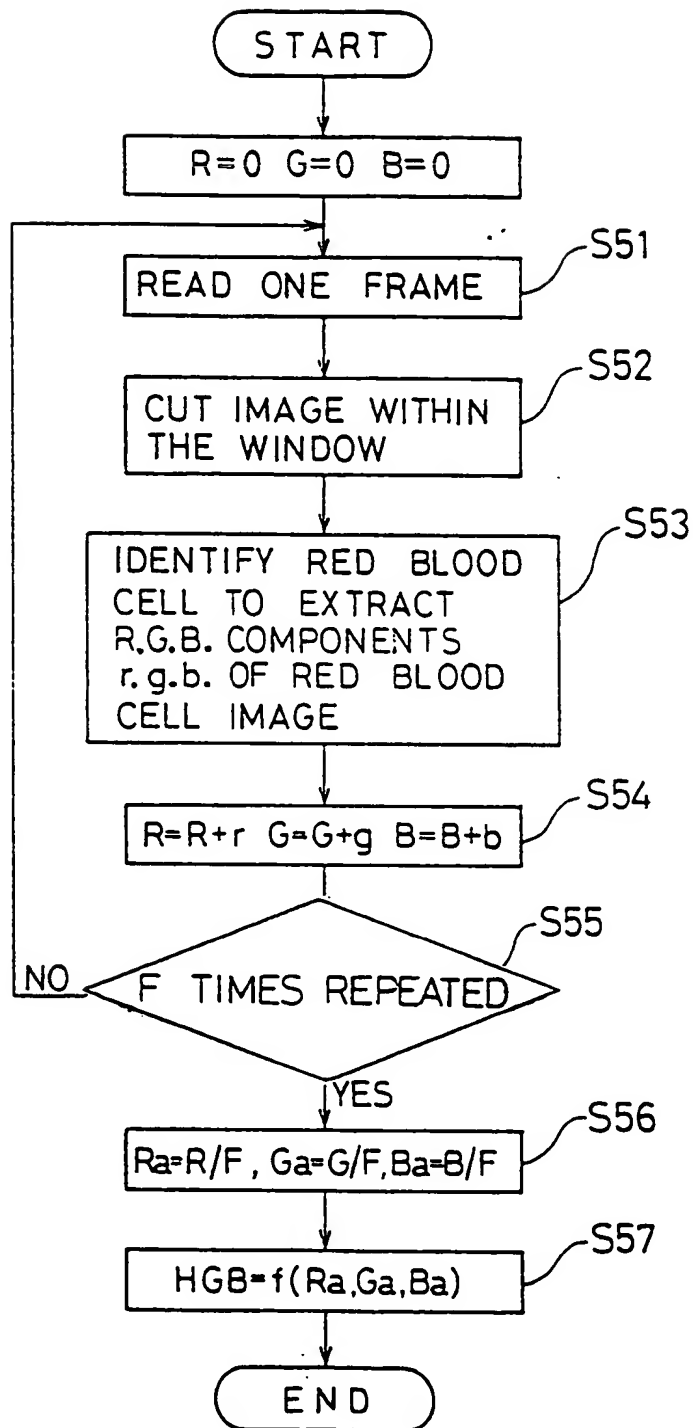 START
R=0 G=0 B=0
S51
READ ONE FRAME
S52
CUT IMAGE WITHIN
THE WINDOW
S53
IDENTIFY RED BLOOD
CELL TO EXTRACT
R.G.B. COMPONENTS
r.g.b. OF RED BLOOD
CELL IMAGE
S54
R=R+r G=G+g B=B+b
S55
NO
F TIMES REPEATED
YES
S56
Ra=R/F, Ga=G/F, Ba=B/F
S57
HGB=f(Ra,Ga,Ba)
END